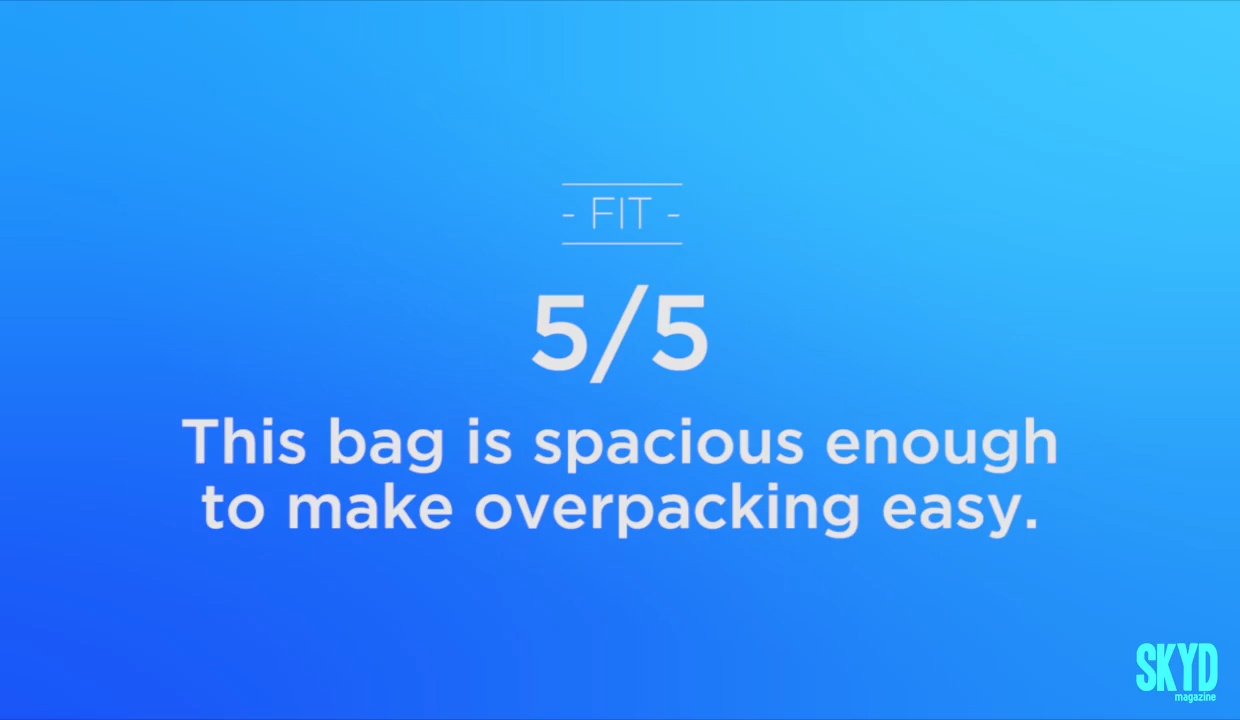 - FIT -
5/5
This bag is spacious enough
to make overpacking easy.
SKYD
magazine